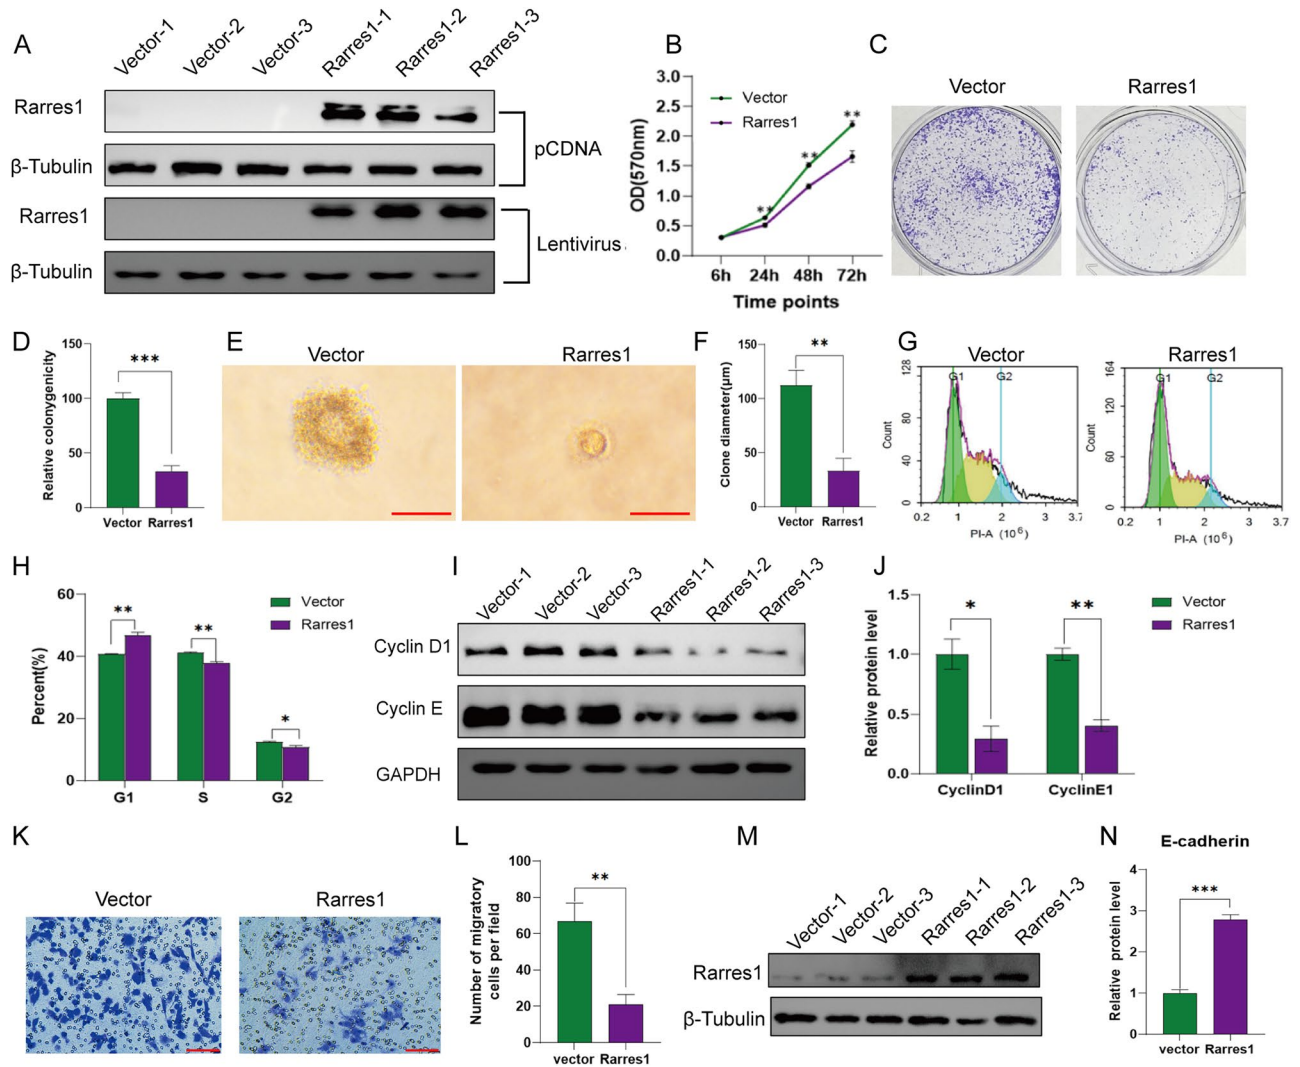 A
Vector-1
Vector-2
Vector-3
Rarres1-1
Rarres1-2
Rarres1-3
Rarres1
β-Tubulin
pCDNA
Rarres1
β-Tubulin
Lentivirus
B
OD(570nm)
3.0
2.5
2.0
1.5
1.0
0.5
0.0
Vector
Rarres1
**
**
**
6h 24h 48h 72h
Time points
C
Vector
Rarres1
D
Relative colonygenicity
150
100
50
0
***
Vector Rarres1
E
Vector
Rarres1
F
Clone diameter(μm)
150
100
50
0
**
Vector Rarres1
G
Vector
Count
128
80
40
0
G1
G2
0.2 1 2 3 3.7
PI-A (10⁶)
Rarres1
Count
164
120
60
0
G1
G2
0.2 1 2 3 3.7
PI-A (10⁶)
H
Percent(%)
60
40
20
0
**
**
*
Vector
Rarres1
G1 S G2
I
Vector-1
Vector-2
Vector-3
Rarres1-1
Rarres1-2
Rarres1-3
Cyclin D1
Cyclin E
GAPDH
J
Relative protein level
1.5
1.0
0.5
0.0
*
**
Vector
Rarres1
CyclinD1 CyclinE1
K
Vector
Rarres1
L
Number of migratory
cells per field
100
80
60
40
20
0
**
vector Rarres1
M
Vector-1
Vector-2
Vector-3
Rarres1-1
Rarres1-2
Rarres1-3
Rarres1
β-Tubulin
N
E-cadherin
Relative protein level
4
3
2
1
0
***
vector Rarres1